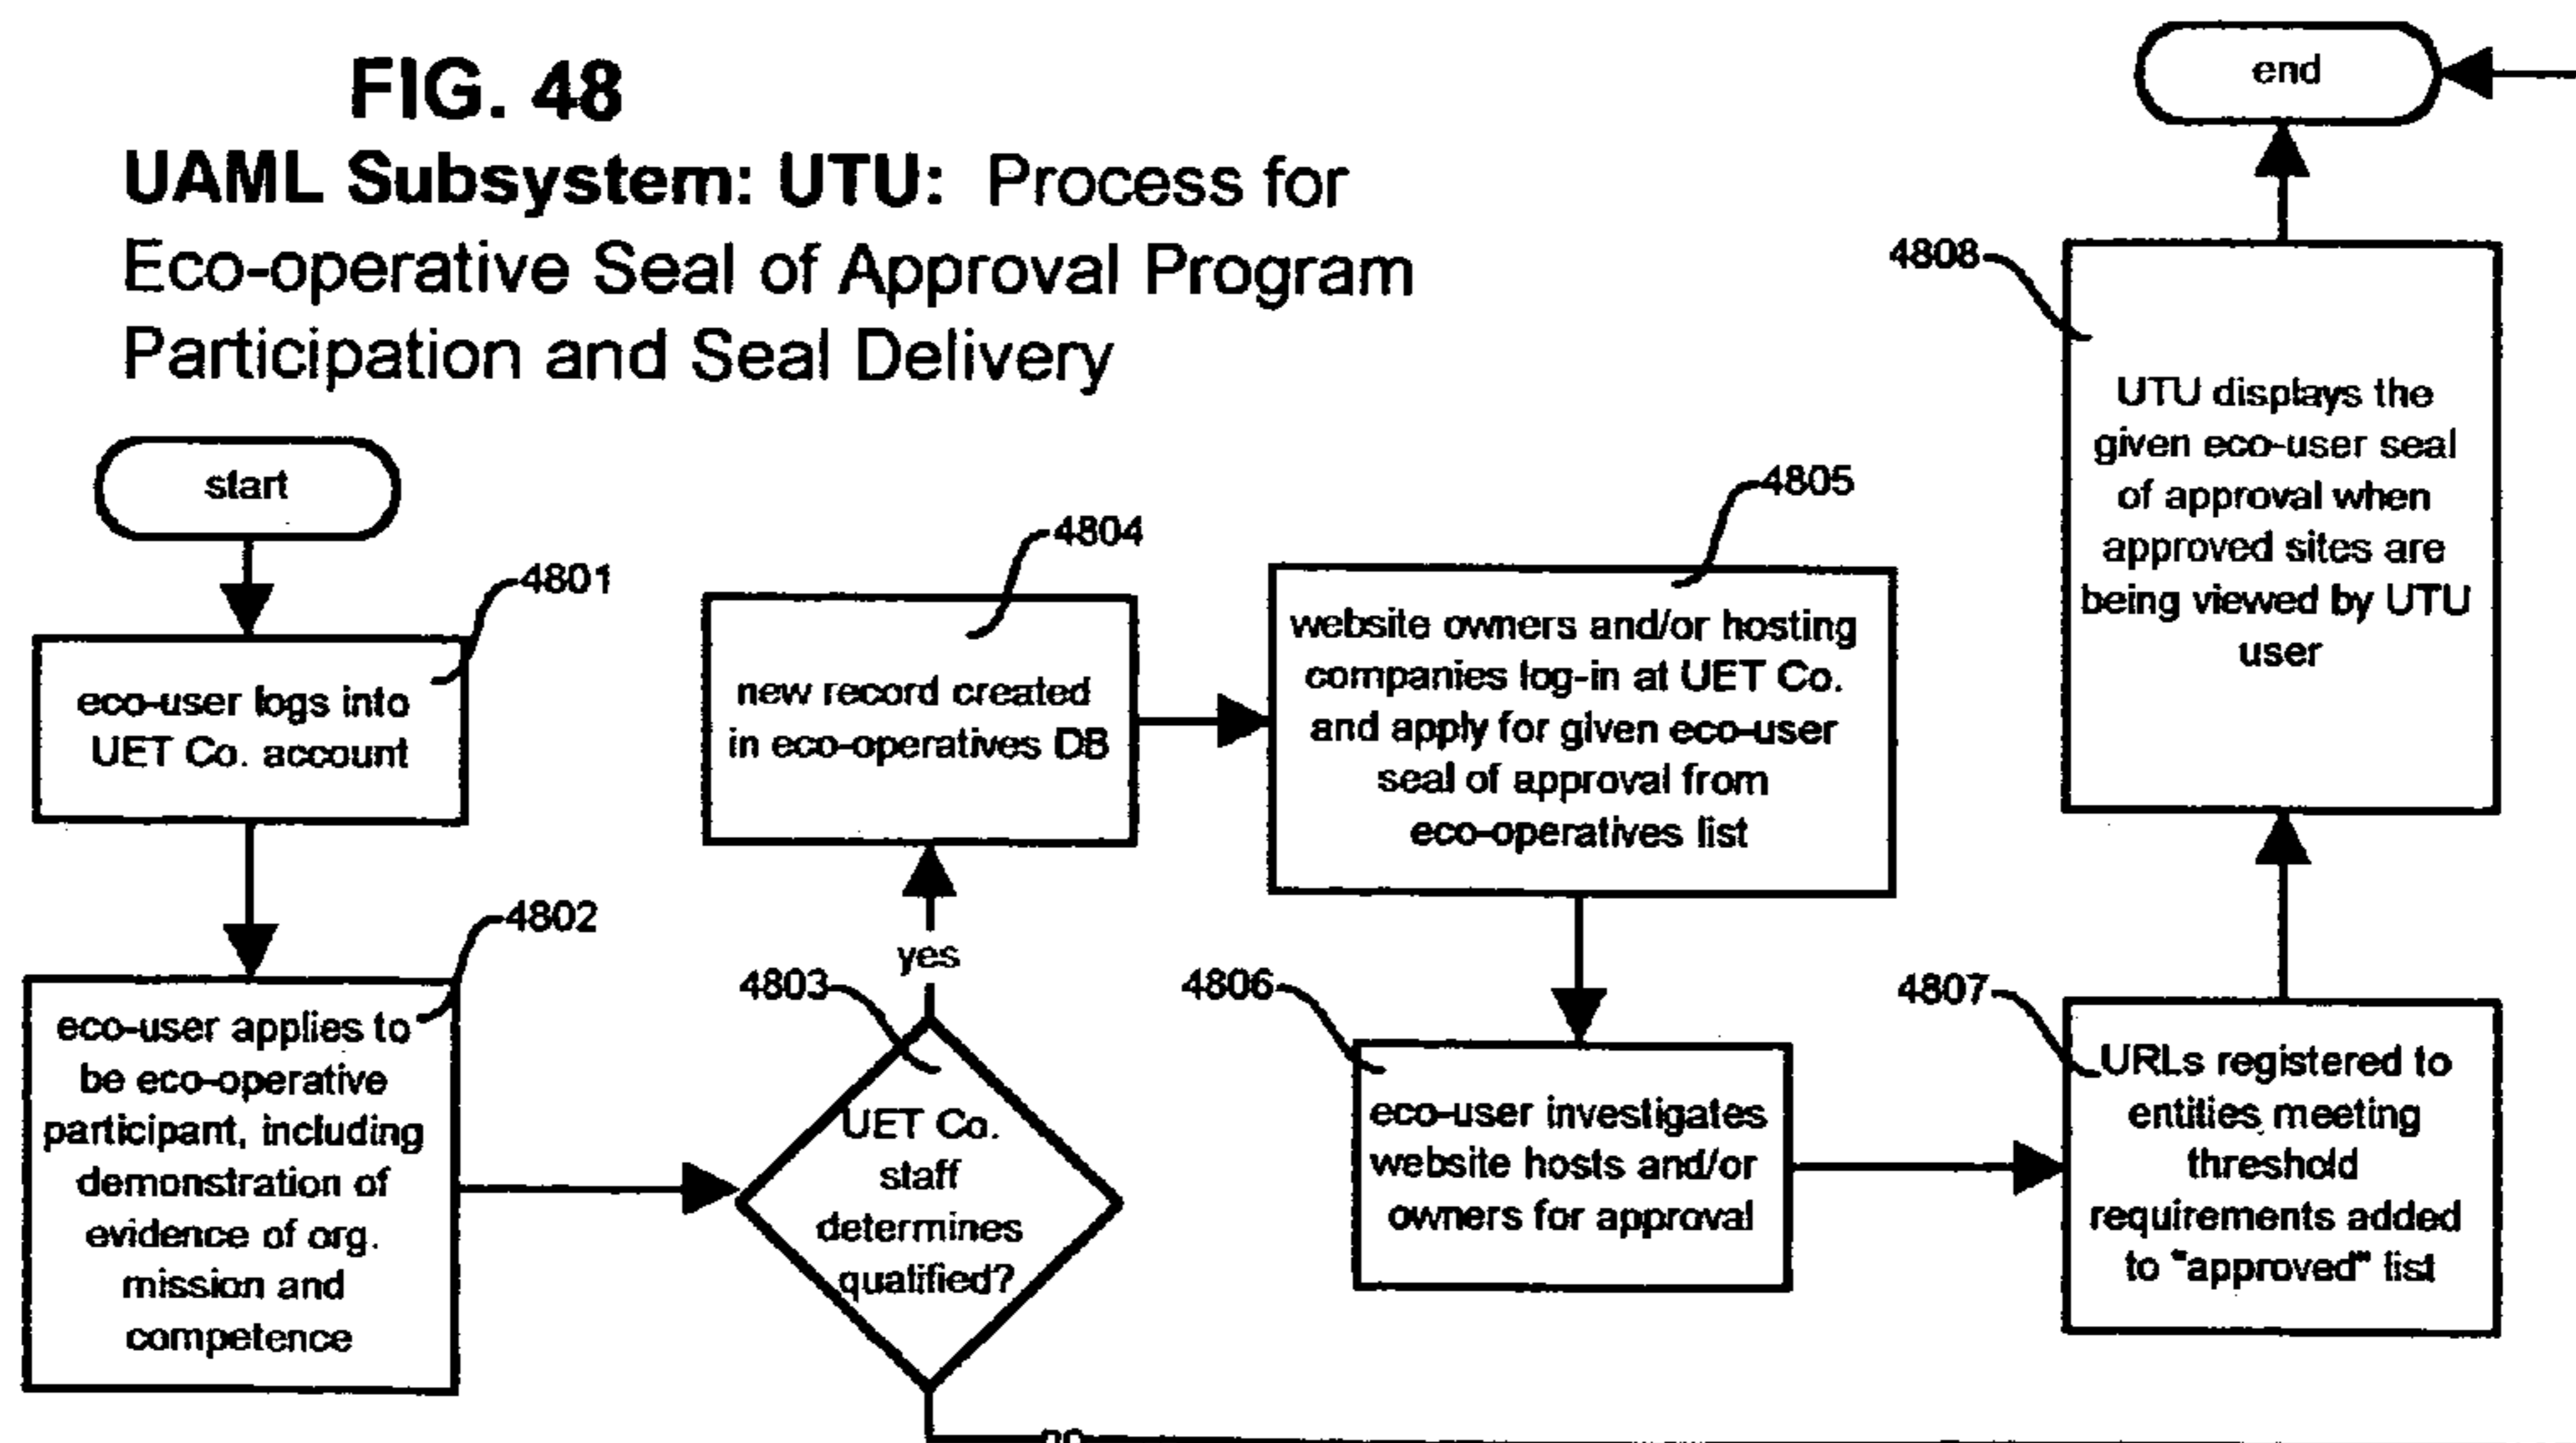 FIG. 48
UAML Subsystem: UTU: Process for
Eco-operative Seal of Approval Program
Participation and Seal Delivery
start
4801
eco-user logs into
UET Co. account
4802
eco-user applies to
be eco-operative
participant, including
demonstration of
evidence of org.
mission and
competence
4803
UET Co.
staff
determines
qualified?
yes
no
4804
new record created
in eco-operatives DB
4805
website owners and/or hosting
companies log-in at UET Co.
and apply for given eco-user
seal of approval from
eco-operatives list
4806
eco-user investigates
website hosts and/or
owners for approval
4807
URLs registered to
entities meeting
threshold
requirements added
to "approved" list
4808
UTU displays the
given eco-user seal
of approval when
approved sites are
being viewed by UTU
user
end